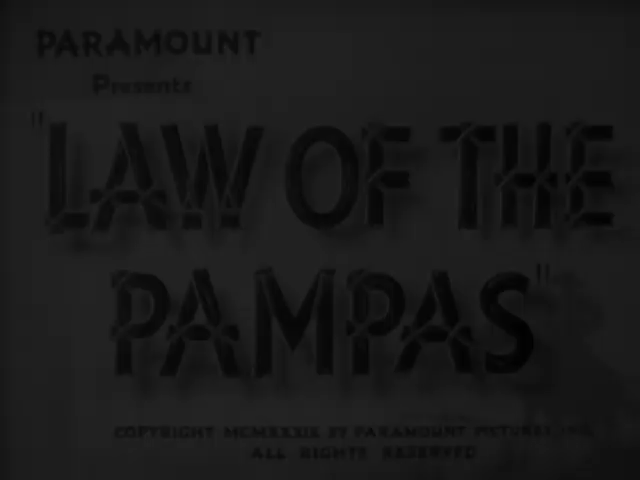 PARAMOUNT
Presents
"LAW OF THE
PAMPAS"
COPYRIGHT MCMXXXIX BY PARAMOUNT PICTURES INC.
ALL RIGHTS RESERVED